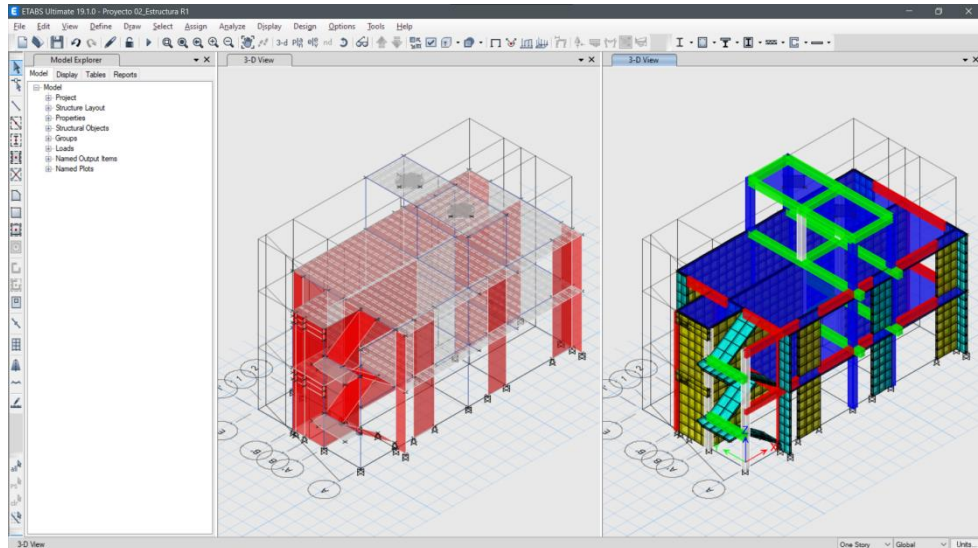 ETABS Ultimate 19.1.0 - Proyecto 02_Estructura R1
File Edit View Define Draw Select Assign Analyze Display Design Options Tools Help
3-d
Model Explorer
Model Display Tables Reports
Model
Project
Structure Layout
Properties
Structural Objects
Groups
Loads
Named Output Items
Named Plots
3-D View
3-D View
A
A
3-D View
One Story Global Units...